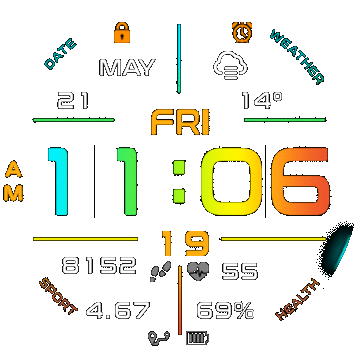 DATE
WEATHER
MAY
21
14°
FRI
AM
11:06
19
8152
55
SPORT
4.67
69%
HEALTH